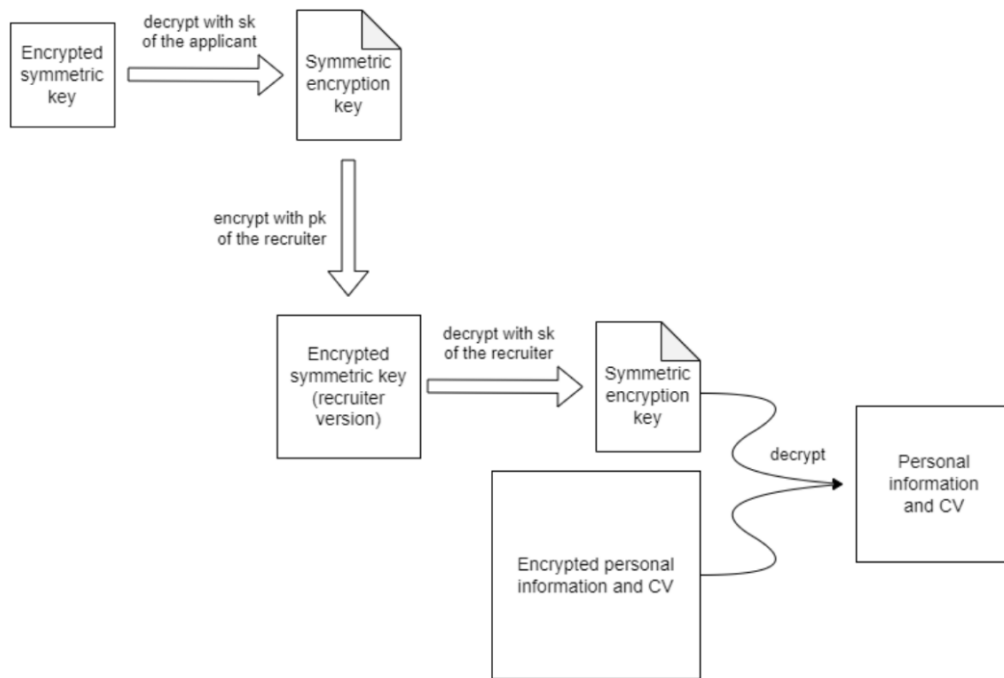 decrypt with sk
of the applicant
Encrypted
symmetric
key
Symmetric
encryption
key
encrypt with pk
of the recruiter
Encrypted
symmetric key
(recruiter
version)
decrypt with sk
of the recruiter
Symmetric
encryption
key
decrypt
Personal
information
and CV
Encrypted personal
information and CV